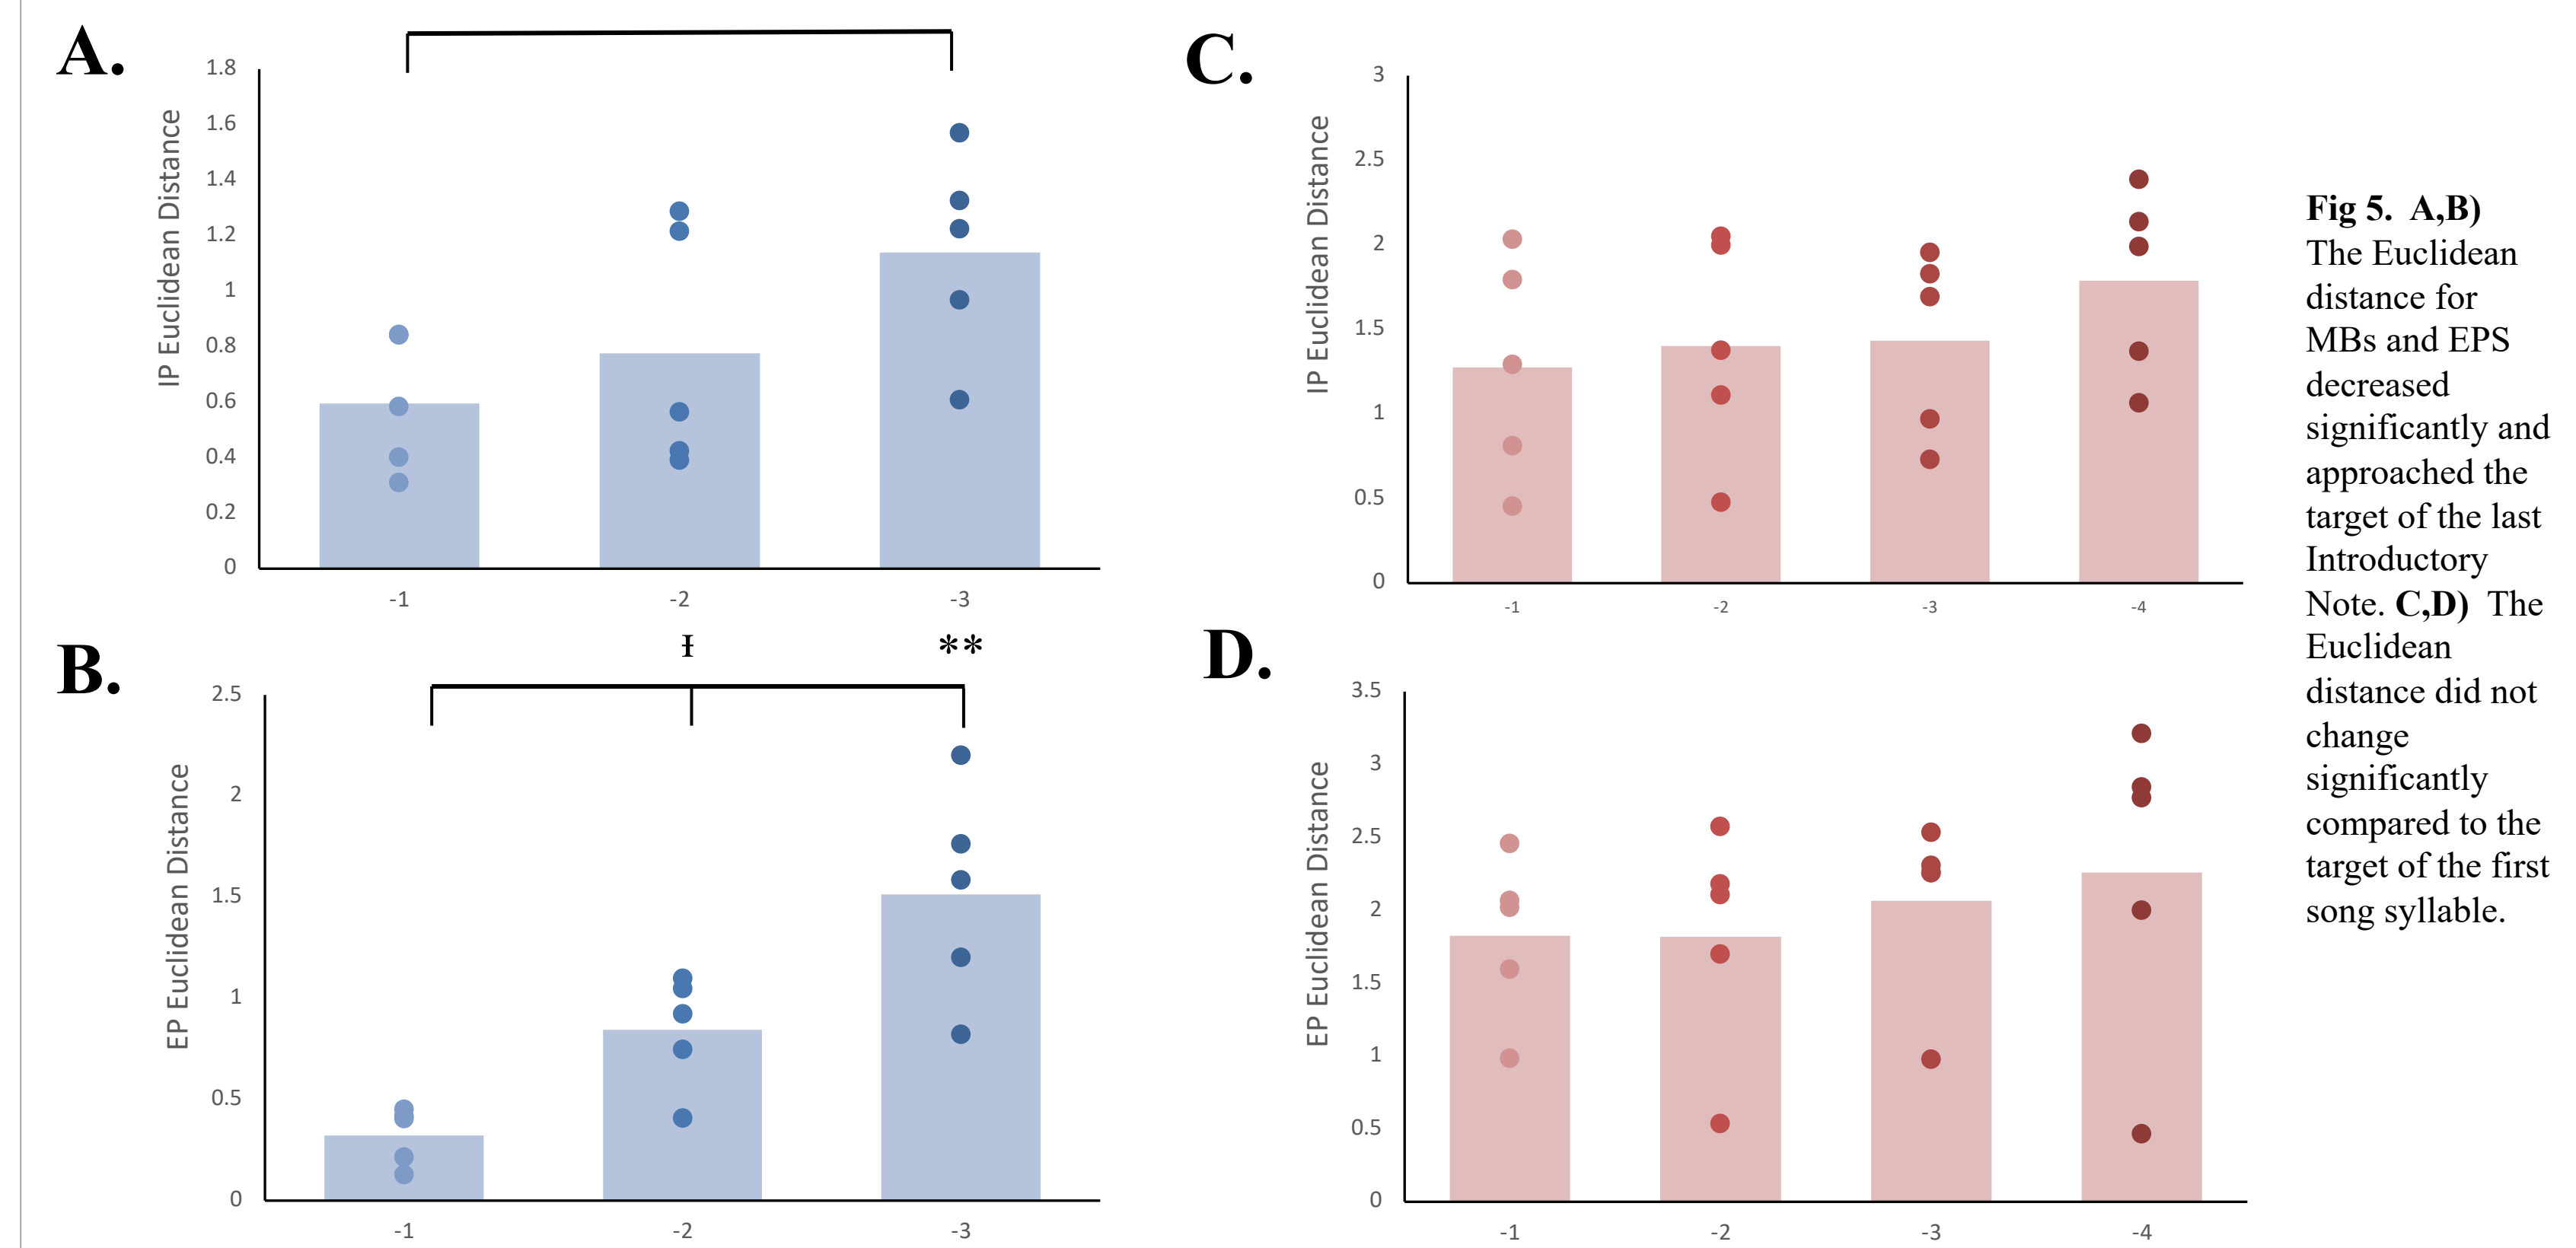 A.
1.8
1.6
1.4
1.2
1
0.8
0.6
0.4
0.2
0
IP Euclidean Distance
-1 -2 -3
B.
ɪ **
2.5
2
1.5
1
0.5
0
EP Euclidean Distance
-1 -2 -3
C.
3
2.5
2
1.5
1
0.5
0
IP Euclidean Distance
-1 -2 -3 -4
D.
3.5
3
2.5
2
1.5
1
0.5
0
EP Euclidean Distance
-1 -2 -3 -4
Fig 5. A,B)
The Euclidean
distance for
MBs and EPS
decreased
significantly and
approached the
target of the last
Introductory
Note. C,D) The
Euclidean
distance did not
change
significantly
compared to the
target of the first
song syllable.